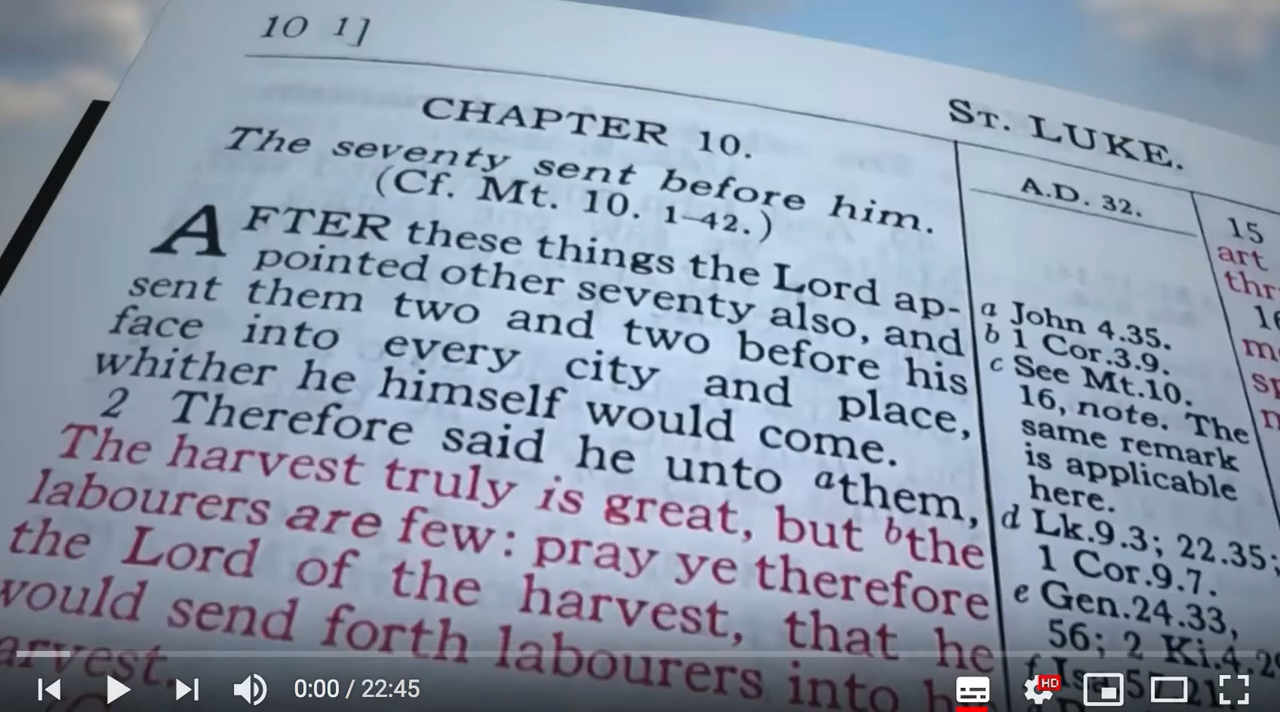 10 1]
ST. LUKE.
CHAPTER 10.
The seventy sent before him.
(Cf. Mt. 10. 1–42.)
AFTER these things the Lord ap-
pointed other seventy also, and
sent them two and two before his
face into every city and place,
whither he himself would come.
2 Therefore said he unto ᵃthem,
The harvest truly is great, but ᵇthe
labourers are few: pray ye therefore
the Lord of the harvest, that he
would send forth labourers into
arvest.
A.D. 32.
a John 4.35.
b 1 Cor.3.9.
c See Mt.10.
16, note. The
same remark
is applicable
here.
d Lk.9.3; 22.35;
1 Cor.9.7.
e Gen.24.33,
56; 2 Ki.4.29
f Isa.57.21.
15
art
thr
0:00 / 22:45
HD